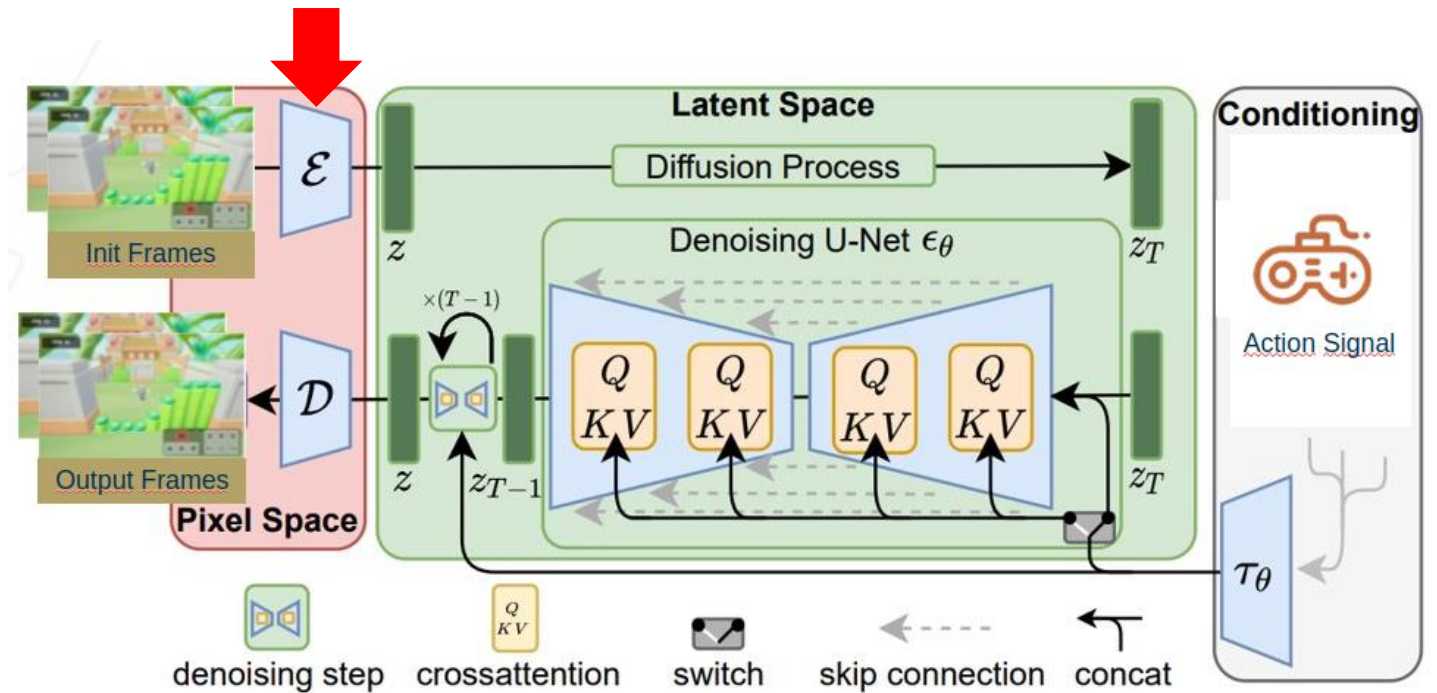 Latent Space
Conditioning
ℰ
Diffusion Process
Init Frames
z
Denoising U-Net ϵ_θ
z_T
×(T − 1)
Action Signal
Q
K V
Q
K V
Q
K V
Q
K V
𝒟
Output Frames
z
z_{T−1}
z_T
Pixel Space
τ_θ
Q
K V
denoising step
crossattention
switch
skip connection
concat